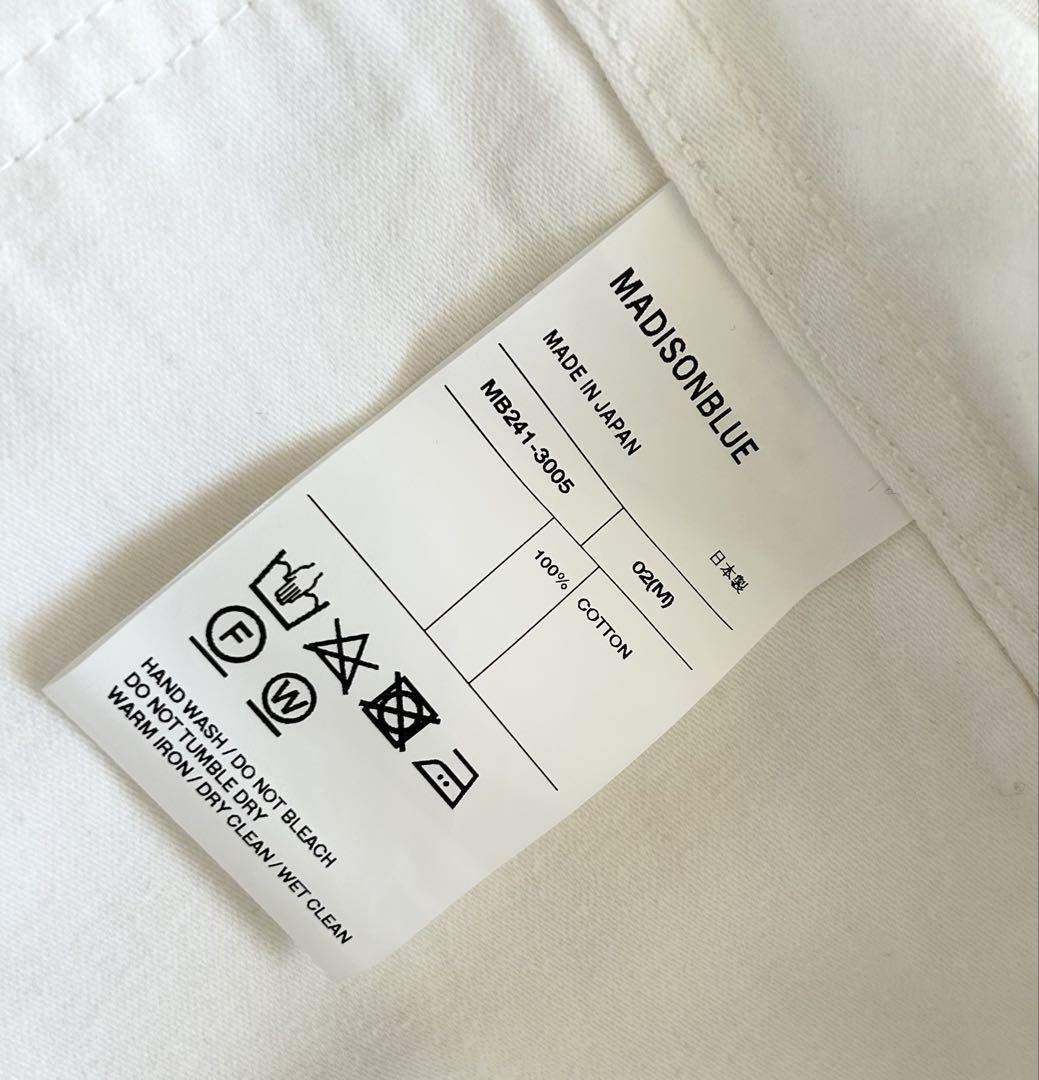 MADISONBLUE
MADE IN JAPAN
日本製
MB241-3005
02(M)
100%
COTTON
F
W
HAND WASH / DO NOT BLEACH
DO NOT TUMBLE DRY
WARM IRON / DRY CLEAN / WET CLEAN